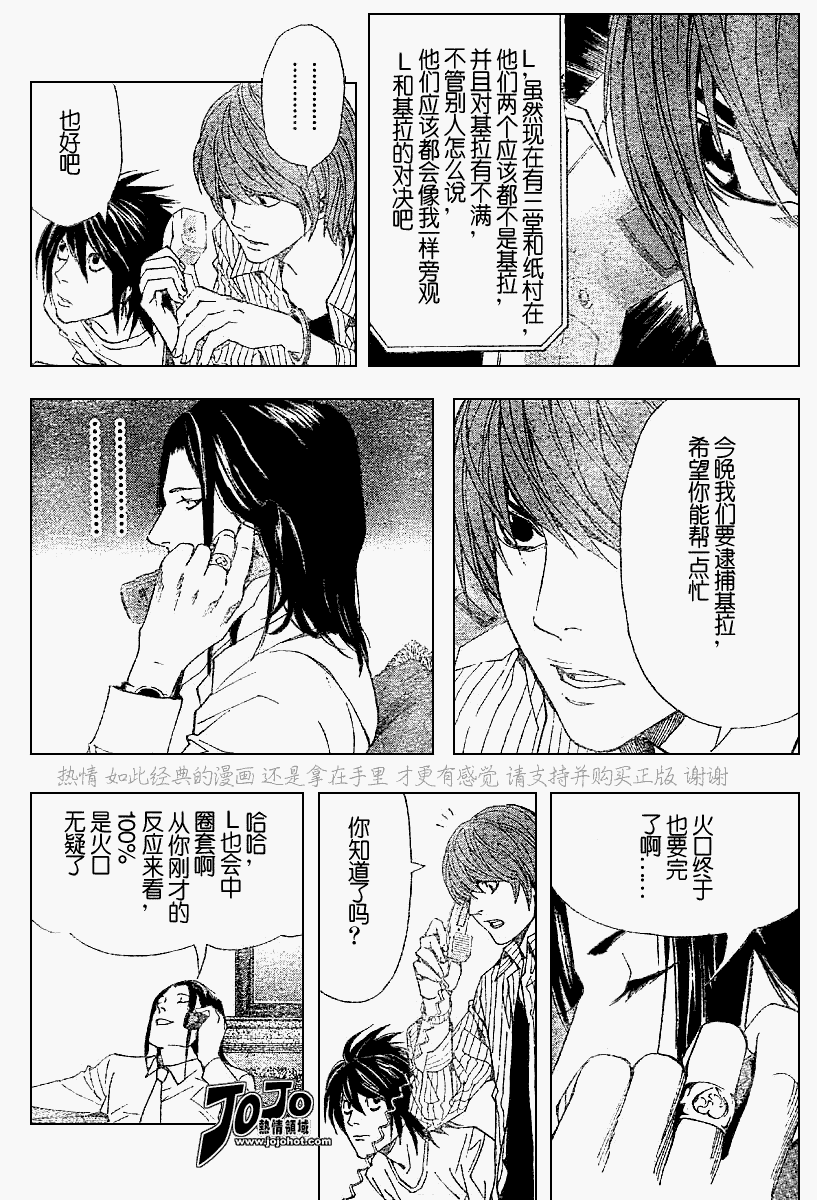 L，虽然现在有三堂和纸村在，
他们两个应该都不是基拉，
并且对基拉有不满，
不管别人怎么说，
他们应该都会像我一样旁观
L和基拉的对决吧
…………
也好吧
今晚我们要逮捕基拉，
希望你能帮一点忙
…………
热情 如此经典的漫画 还是拿在手里 才更有感觉 请支持并购买正版 谢谢
火口终于
也要完
了啊……
你知道了吗？
哈哈，
L也会中
圈套啊
从你刚才的
反应来看，
100%
是火口
无疑了
JOJO
熱情領域
www.jojohot.com